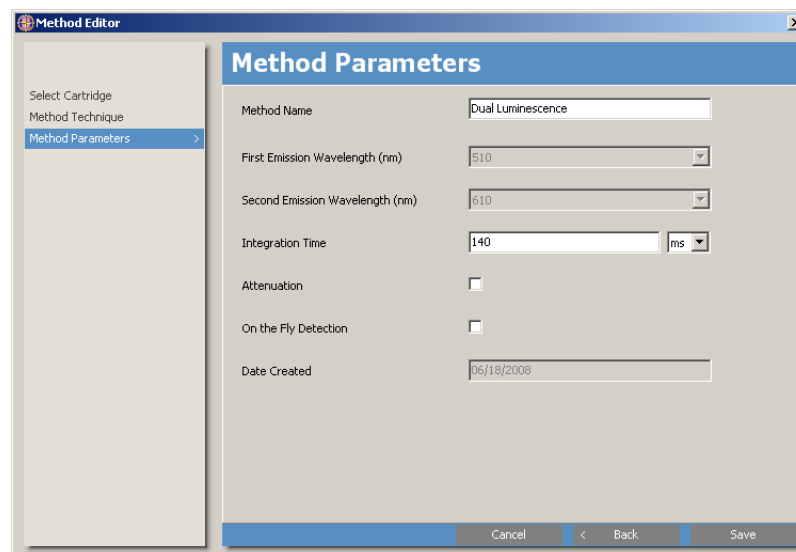 Method Editor
Select Cartridge
Method Technique
Method Parameters >
Method Parameters
Method Name Dual Luminescence
First Emission Wavelength (nm) 510
Second Emission Wavelength (nm) 610
Integration Time 140 ms
Attenuation
On the Fly Detection
Date Created 06/18/2008
Cancel < Back Save